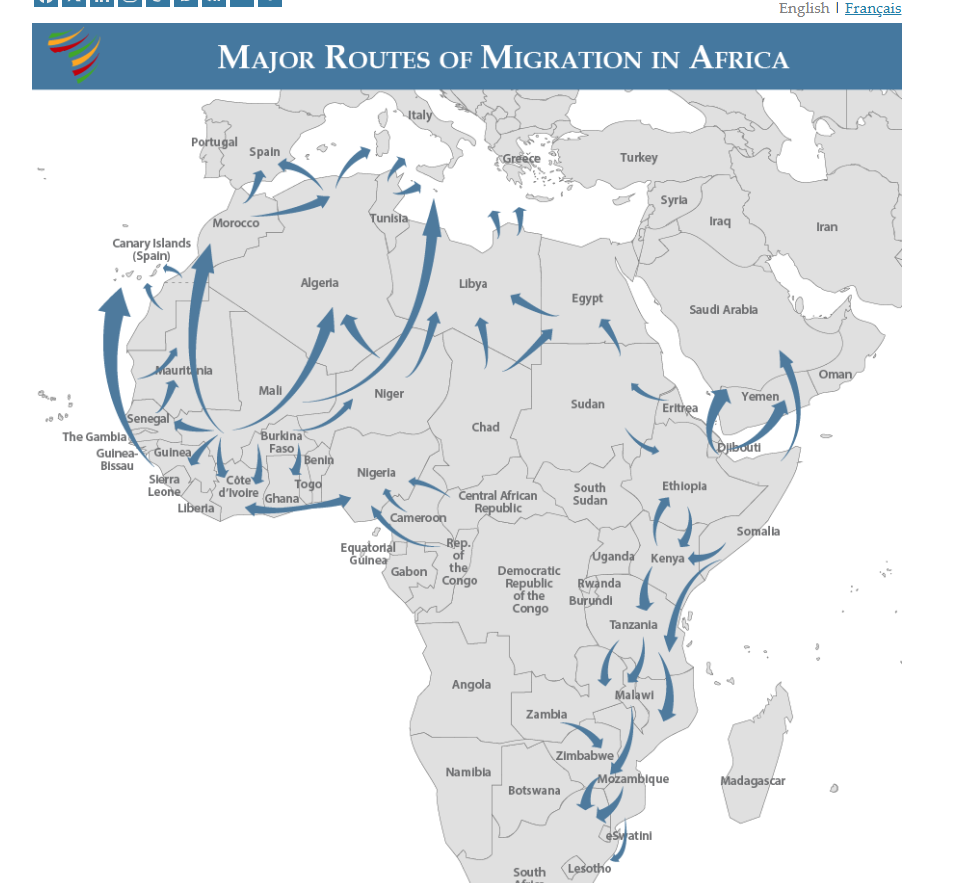 English | Français
MAJOR ROUTES OF MIGRATION IN AFRICA
Italy
Portugal
Spain
Greece
Turkey
Syria
Iraq
Iran
Morocco
Tunisia
Canary Islands
(Spain)
Algeria
Libya
Egypt
Saudi Arabia
Oman
Yemen
Mauritania
Mali
Niger
Chad
Sudan
Eritrea
Djibouti
Senegal
The Gambia
Guinea-
Bissau
Guinea
Sierra
Leone
Liberia
Côte
d'Ivoire
Burkina
Faso
Ghana
Togo
Benin
Nigeria
Cameroon
Central African
Republic
South
Sudan
Ethiopia
Somalia
Equatorial
Guinea
Gabon
Rep.
of
the
Congo
Democratic
Republic
of the
Congo
Uganda
Kenya
Rwanda
Burundi
Tanzania
Angola
Zambia
Malawi
Zimbabwe
Mozambique
Namibia
Botswana
Madagascar
eSwatini
Lesotho
South
Africa